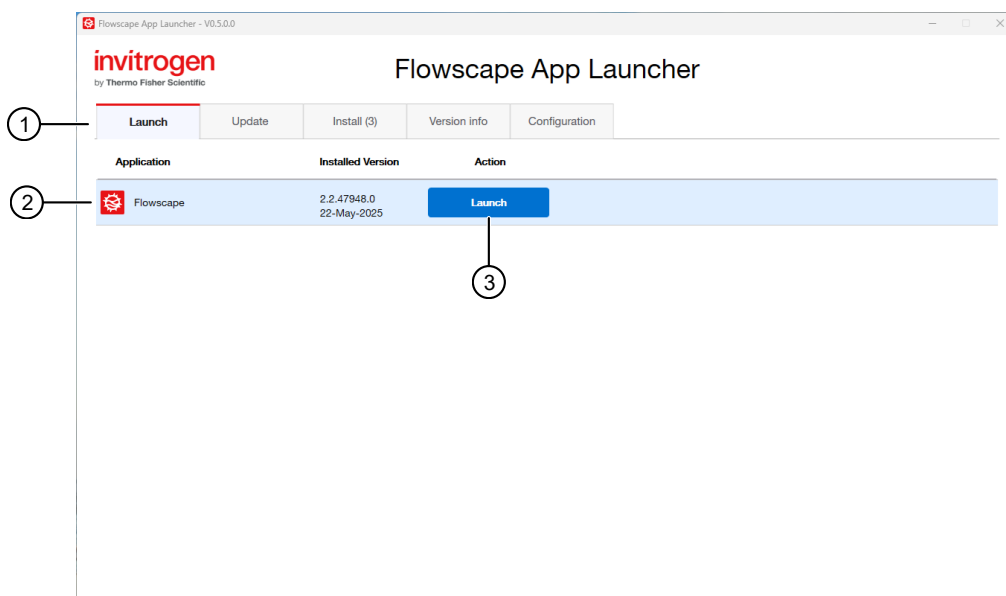 Flowscape App Launcher - V0.5.0.0
invitrogen
by Thermo Fisher Scientific
Flowscape App Launcher
1
Launch Update Install (3) Version info Configuration
Application Installed Version Action
2
Flowscape 2.2.47948.0 Launch
22-May-2025
3